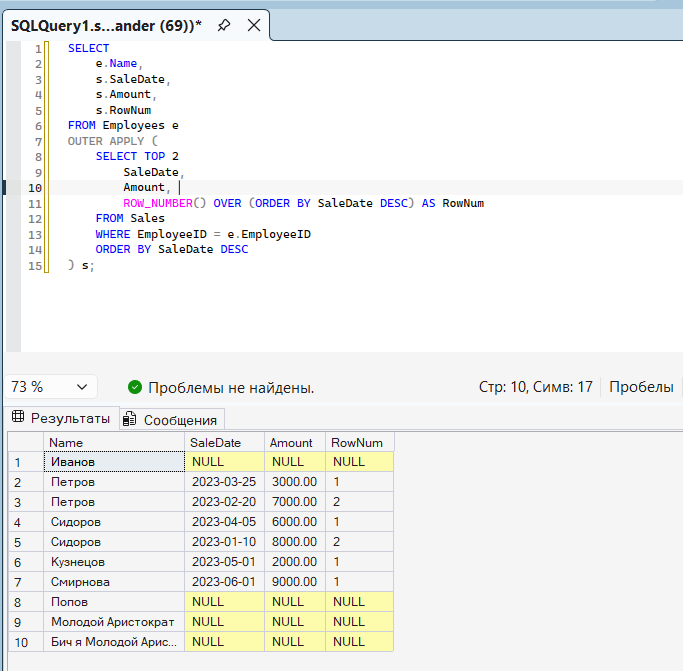 SQLQuery1.s...ander (69))*
1 SELECT
2 e.Name,
3 s.SaleDate,
4 s.Amount,
5 s.RowNum
6 FROM Employees e
7 OUTER APPLY (
8 SELECT TOP 2
9 SaleDate,
10 Amount,
11 ROW_NUMBER() OVER (ORDER BY SaleDate DESC) AS RowNum
12 FROM Sales
13 WHERE EmployeeID = e.EmployeeID
14 ORDER BY SaleDate DESC
15 ) s;
73 % Проблемы не найдены. Стр: 10, Симв: 17 Пробелы
Результаты Сообщения
Name SaleDate Amount RowNum
1 Иванов NULL NULL NULL
2 Петров 2023-03-25 3000.00 1
3 Петров 2023-02-20 7000.00 2
4 Сидоров 2023-04-05 6000.00 1
5 Сидоров 2023-01-10 8000.00 2
6 Кузнецов 2023-05-01 2000.00 1
7 Смирнова 2023-06-01 9000.00 1
8 Попов NULL NULL NULL
9 Молодой Аристократ NULL NULL NULL
10 Бич я Молодой Арис... NULL NULL NULL